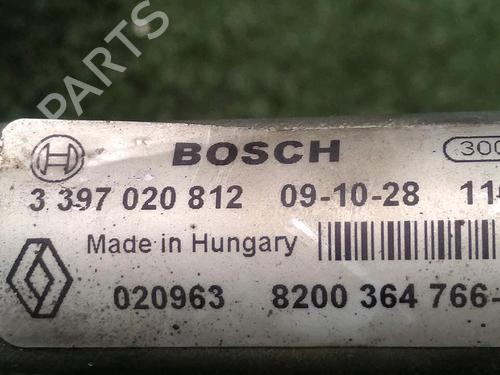 PARTS
BOSCH 300
3 397 020 812 09-10-28 11
Made in Hungary
020963 8200 364 766-